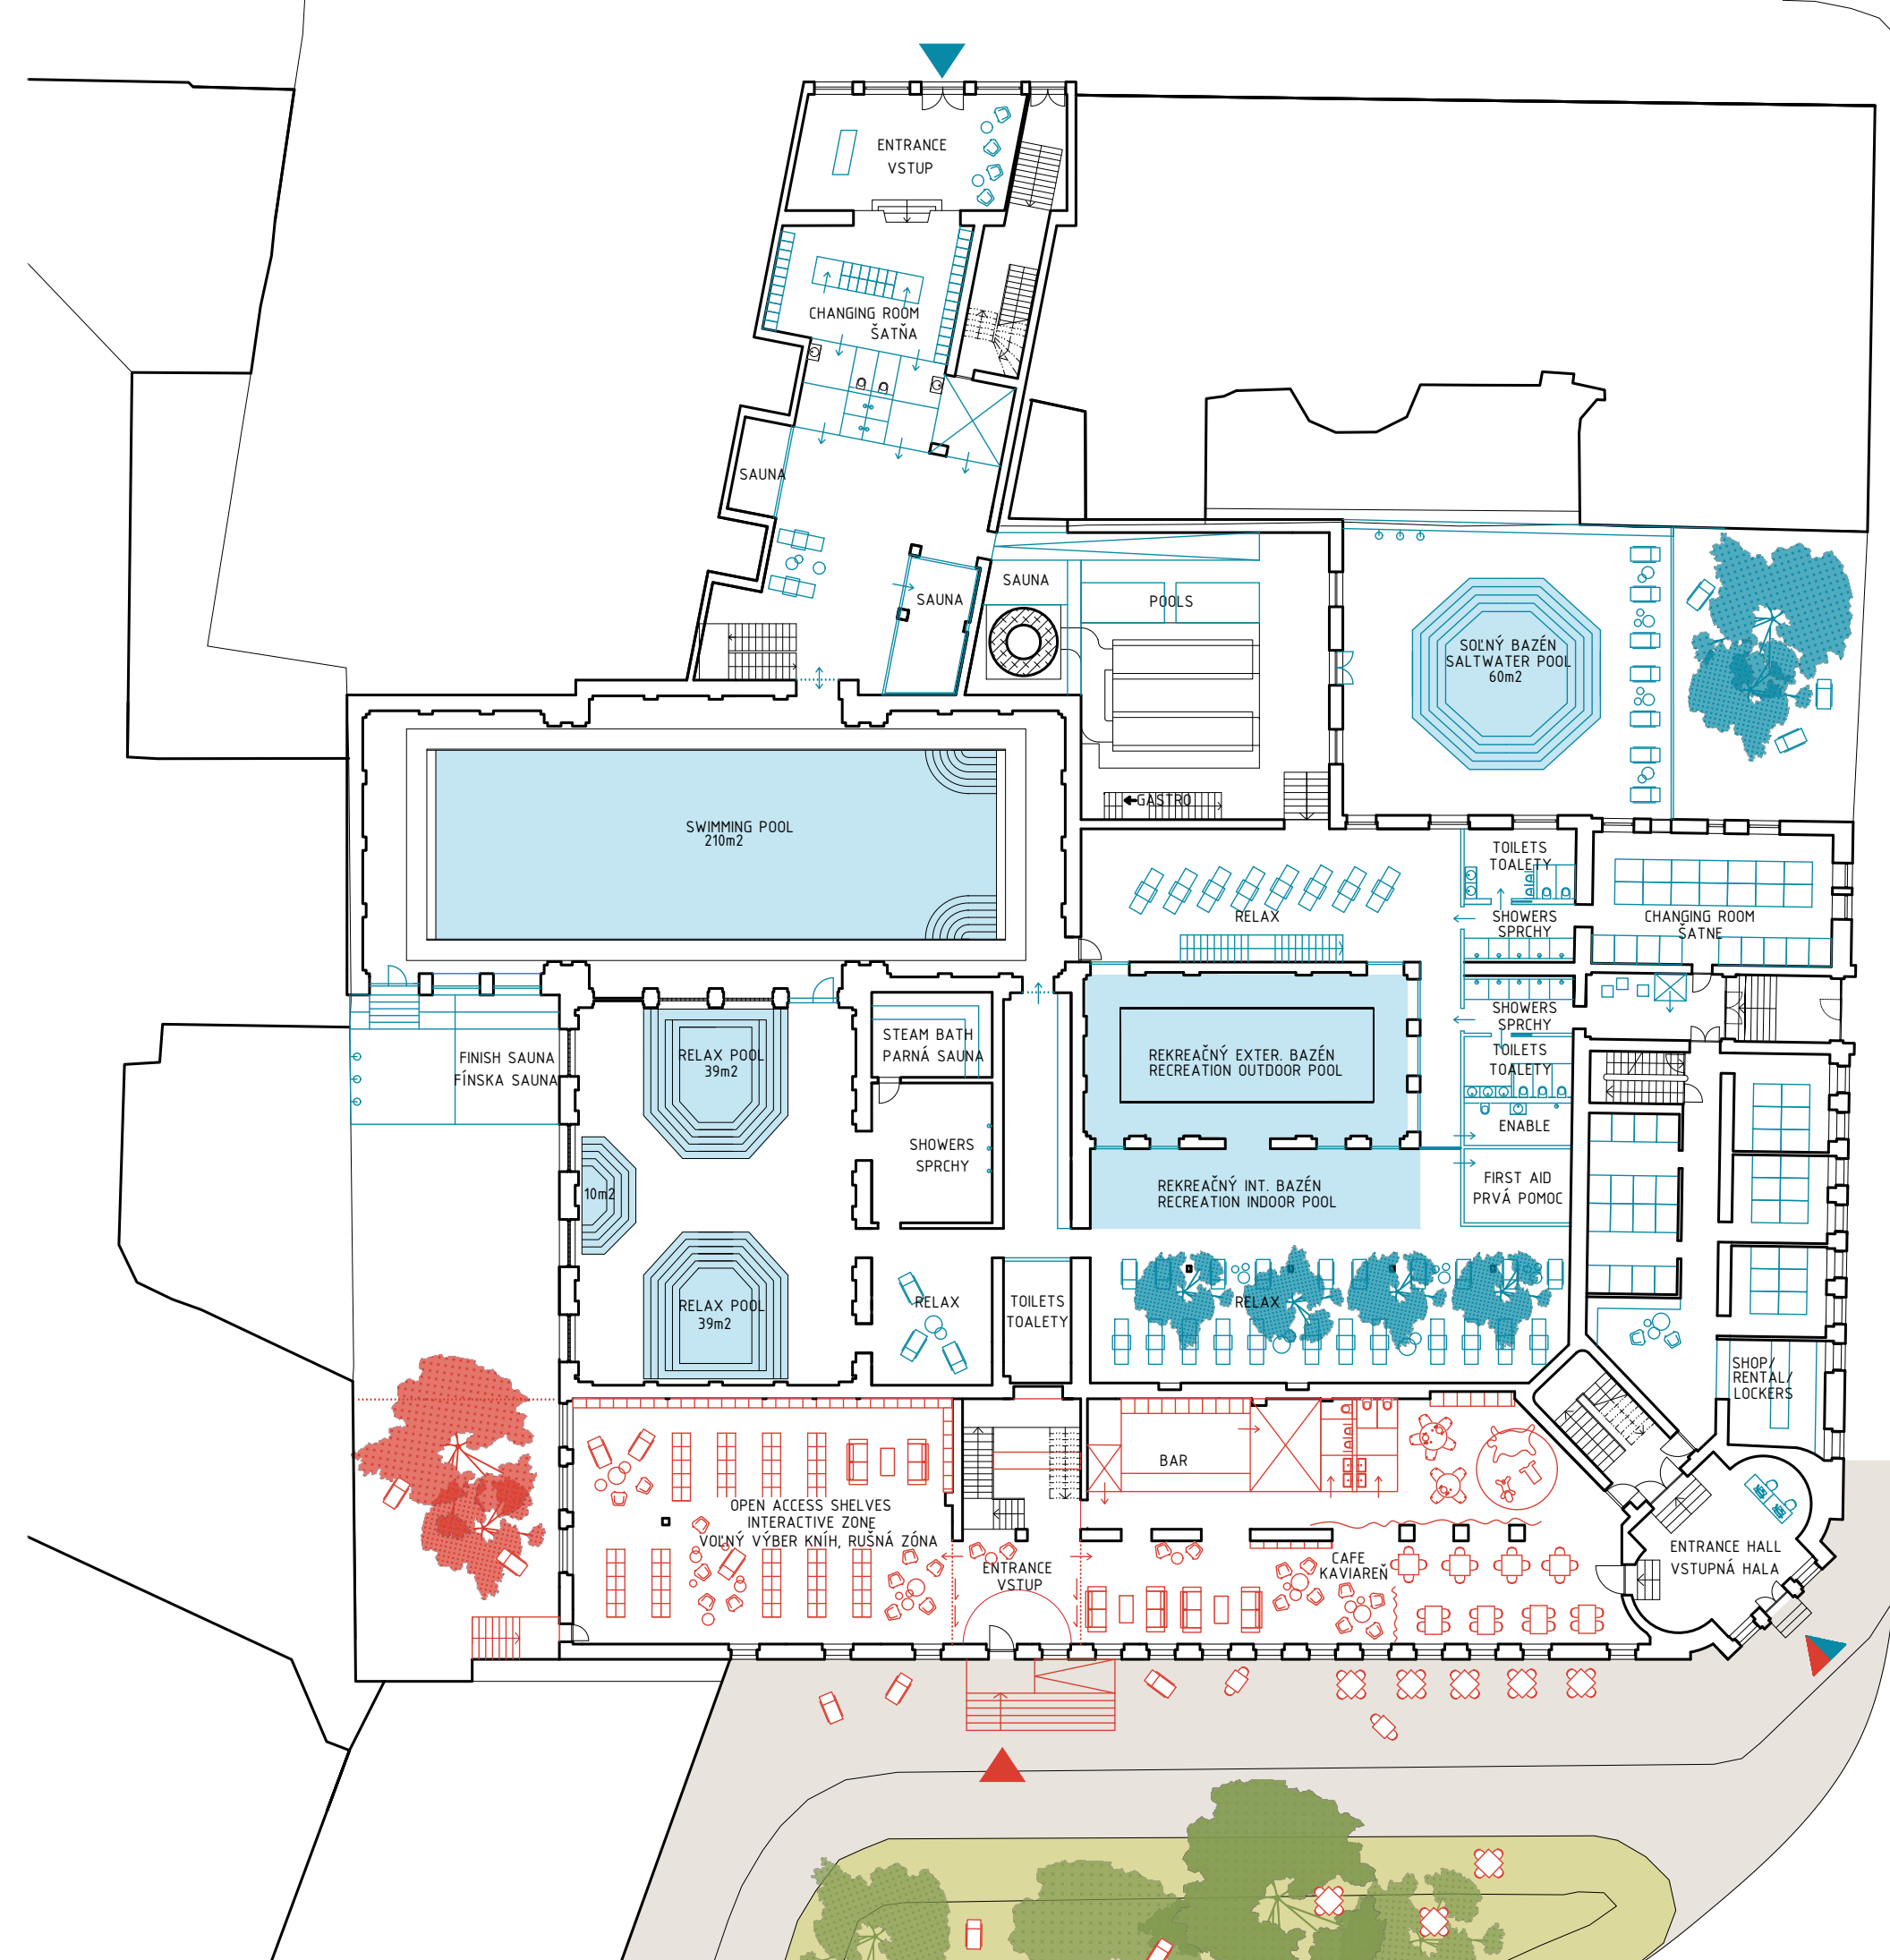 ENTRANCE
VSTUP
CHANGING ROOM
ŠATŇA
SAUNA
SAUNA
SAUNA
POOLS
GASTRO
SOĽNÝ BAZÉN
SALTWATER POOL
60m2
SWIMMING POOL
210m2
RELAX
TOILETS
TOALETY
SHOWERS
SPRCHY
CHANGING ROOM
ŠATNE
SHOWERS
SPRCHY
TOILETS
TOALETY
ENABLE
FIRST AID
PRVÁ POMOC
FINISH SAUNA
FÍNSKA SAUNA
RELAX POOL
39m2
STEAM BATH
PARNÁ SAUNA
REKREAČNÝ EXTER. BAZÉN
RECREATION OUTDOOR POOL
SHOWERS
SPRCHY
10m2
REKREAČNÝ INT. BAZÉN
RECREATION INDOOR POOL
RELAX POOL
39m2
RELAX
TOILETS
TOALETY
RELAX
SHOP/
RENTAL/
LOCKERS
BAR
OPEN ACCESS SHELVES
INTERACTIVE ZONE
VOĽNÝ VÝBER KNÍH, RUŠNÁ ZÓNA
ENTRANCE
VSTUP
CAFE
KAVIAREŇ
ENTRANCE HALL
VSTUPNÁ HALA